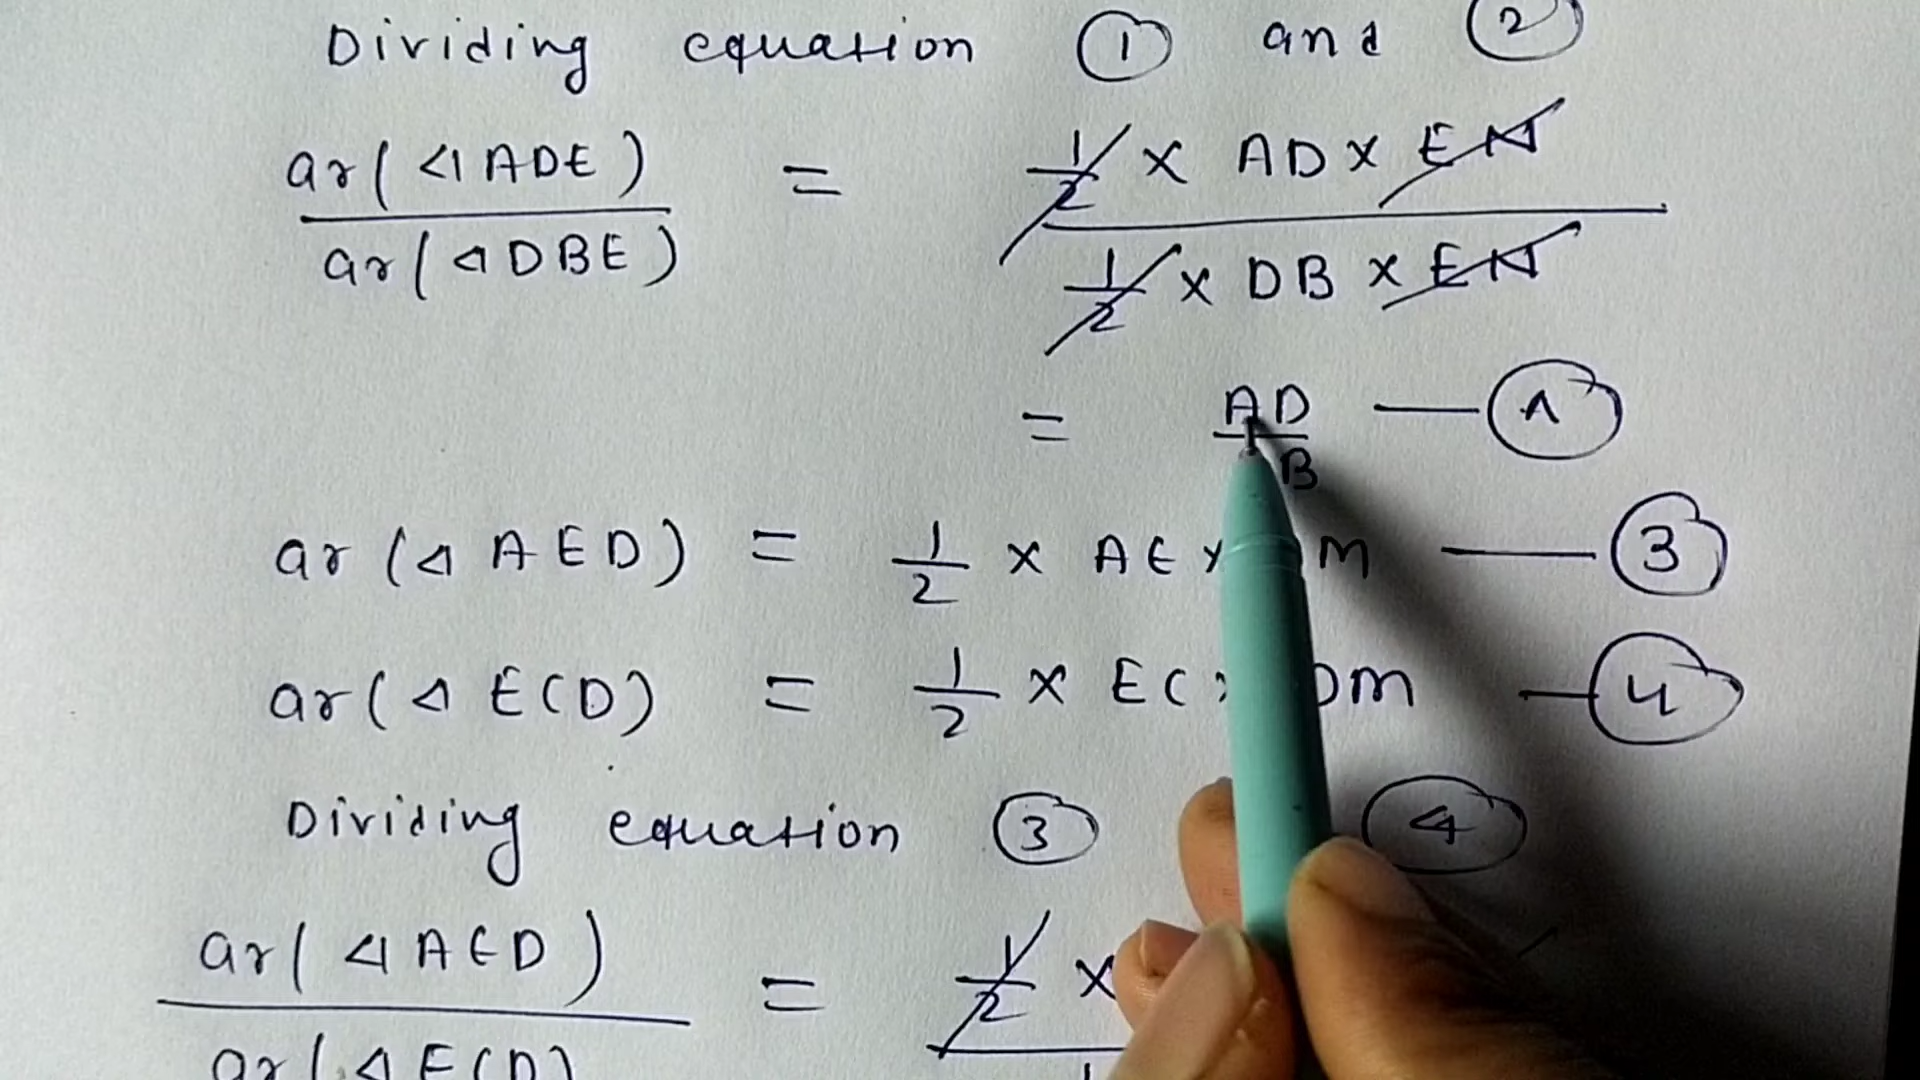 Dividing equation ① and ②
ar(△ADE) / ar(△DBE) = 1/2 × AD × EN / 1/2 × DB × EN
= AD / B — Ⓐ
ar(△AED) = 1/2 × AE × M — ③
ar(△ECD) = 1/2 × EC × DM — ④
Dividing equation ③ ④
ar(△AED) / ar(△ECD) = 1/2 ×